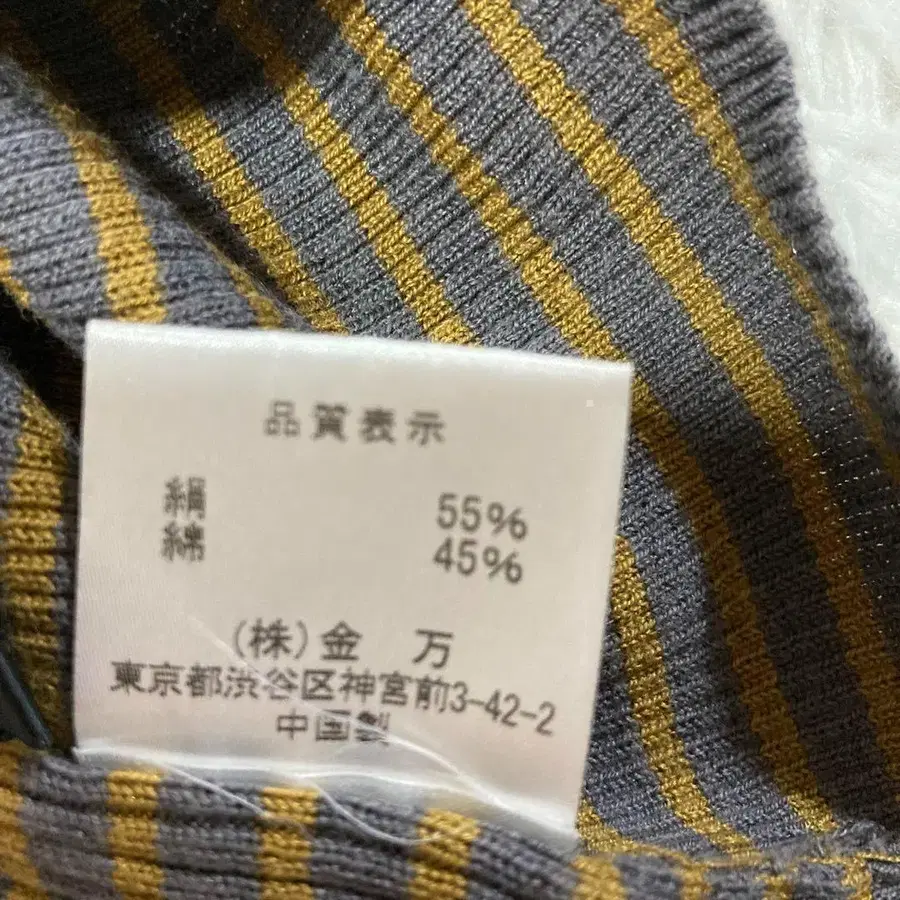 品質表示
絹 55%
綿 45%
(株)金 万
東京都渋谷区神宮前3-42-2
中国製